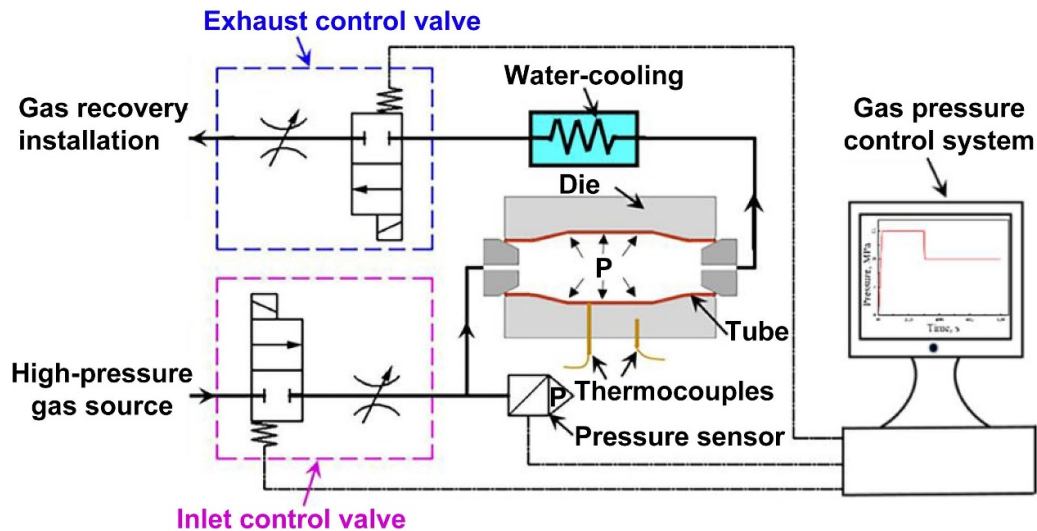 Exhaust control valve
Gas recovery
installation
Water-cooling
Gas pressure
control system
Die
P
Pressure, MPa
Time, s
Tube
High-pressure
gas source
Thermocouples
P
Pressure sensor
Inlet control valve